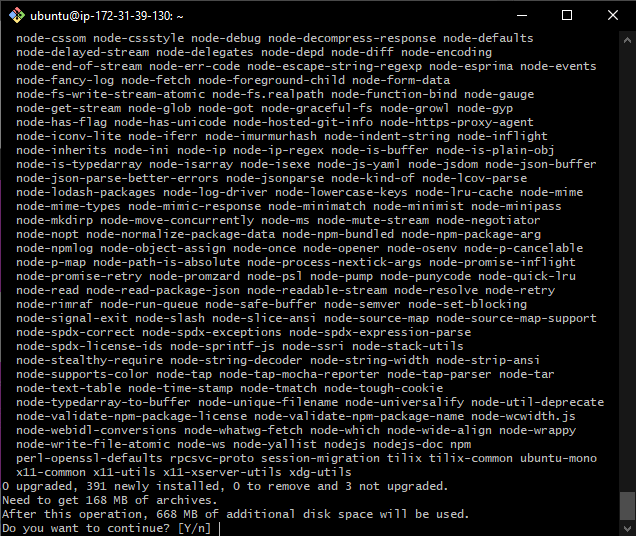 ubuntu@ip-172-31-39-130: ~
node-cssom node-cssstyle node-debug node-decompress-response node-defaults
node-delayed-stream node-delegates node-depd node-diff node-encoding
node-end-of-stream node-err-code node-escape-string-regexp node-esprima node-events
node-fancy-log node-fetch node-foreground-child node-form-data
node-fs-write-stream-atomic node-fs.realpath node-function-bind node-gauge
node-get-stream node-glob node-got node-graceful-fs node-growl node-gyp
node-has-flag node-has-unicode node-hosted-git-info node-https-proxy-agent
node-iconv-lite node-iferr node-imurmurhash node-indent-string node-inflight
node-inherits node-ini node-ip node-ip-regex node-is-buffer node-is-plain-obj
node-is-typedarray node-isarray node-isexe node-js-yaml node-jsdom node-json-buffer
node-json-parse-better-errors node-jsonparse node-kind-of node-lcov-parse
node-lodash-packages node-log-driver node-lowercase-keys node-lru-cache node-mime
node-mime-types node-mimic-response node-minimatch node-minimist node-minipass
node-mkdirp node-move-concurrently node-ms node-mute-stream node-negotiator
node-nopt node-normalize-package-data node-npm-bundled node-npm-package-arg
node-npmlog node-object-assign node-once node-opener node-osenv node-p-cancelable
node-p-map node-path-is-absolute node-process-nextick-args node-promise-inflight
node-promise-retry node-promzard node-psl node-pump node-punycode node-quick-lru
node-read node-read-package-json node-readable-stream node-resolve node-retry
node-rimraf node-run-queue node-safe-buffer node-semver node-set-blocking
node-signal-exit node-slash node-slice-ansi node-source-map node-source-map-support
node-spdx-correct node-spdx-exceptions node-spdx-expression-parse
node-spdx-license-ids node-sprintf-js node-ssri node-stack-utils
node-stealthy-require node-string-decoder node-string-width node-strip-ansi
node-supports-color node-tap node-tap-mocha-reporter node-tap-parser node-tar
node-text-table node-time-stamp node-tmatch node-tough-cookie
node-typedarray-to-buffer node-unique-filename node-universalify node-util-deprecate
node-validate-npm-package-license node-validate-npm-package-name node-wcwidth.js
node-webidl-conversions node-whatwg-fetch node-which node-wide-align node-wrappy
node-write-file-atomic node-ws node-yallist nodejs nodejs-doc npm
perl-openssl-defaults rpcsvc-proto session-migration tilix tilix-common ubuntu-mono
x11-common x11-utils x11-xserver-utils xdg-utils
0 upgraded, 391 newly installed, 0 to remove and 3 not upgraded.
Need to get 168 MB of archives.
After this operation, 668 MB of additional disk space will be used.
Do you want to continue? [Y/n]